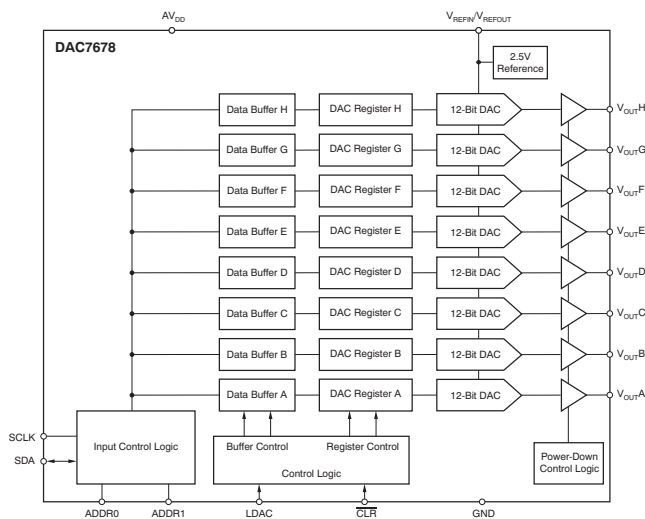 AVDD
VREFIN/VREFOUT
DAC7678
2.5V
Reference
Data Buffer H DAC Register H 12-Bit DAC VOUTH
Data Buffer G DAC Register G 12-Bit DAC VOUTG
Data Buffer F DAC Register F 12-Bit DAC VOUTF
Data Buffer E DAC Register E 12-Bit DAC VOUTE
Data Buffer D DAC Register D 12-Bit DAC VOUTD
Data Buffer C DAC Register C 12-Bit DAC VOUTC
Data Buffer B DAC Register B 12-Bit DAC VOUTB
Data Buffer A DAC Register A 12-Bit DAC VOUTA
SCLK
SDA
Input Control Logic
Buffer Control Register Control
Control Logic
Power-Down
Control Logic
ADDR0 ADDR1 LDAC CLR GND